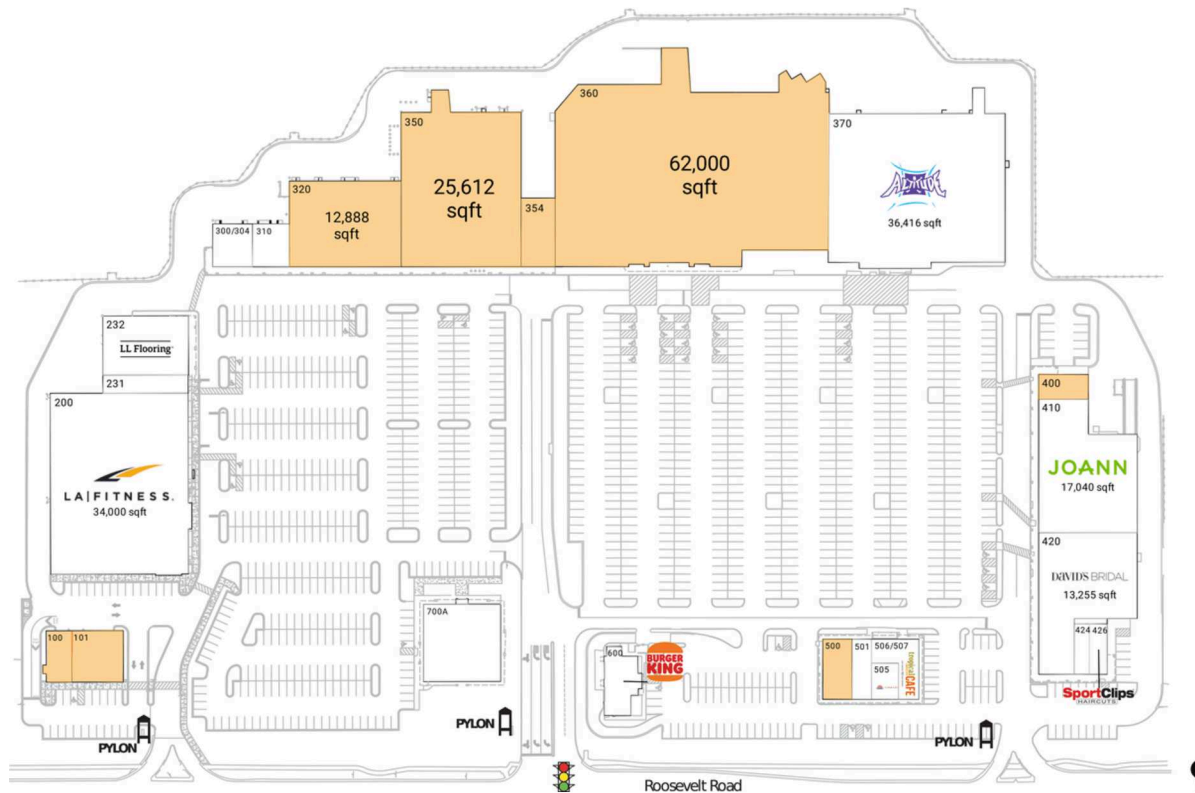 360
350
370
62,000
sqft
ALTITUDE
36,416 sqft
320
25,612
sqft
12,888
sqft
354
300/304
310
232
LL Flooring
231
200
LA|FITNESS.
34,000 sqft
400
410
JOANN
17,040 sqft
420
DAVID'S BRIDAL
13,255 sqft
424
426
SportClips
HAIRCUTS
100
101
700A
600
BURGER
KING
500
501
506/507
505
CAFE
PYLON
PYLON
PYLON
Roosevelt Road